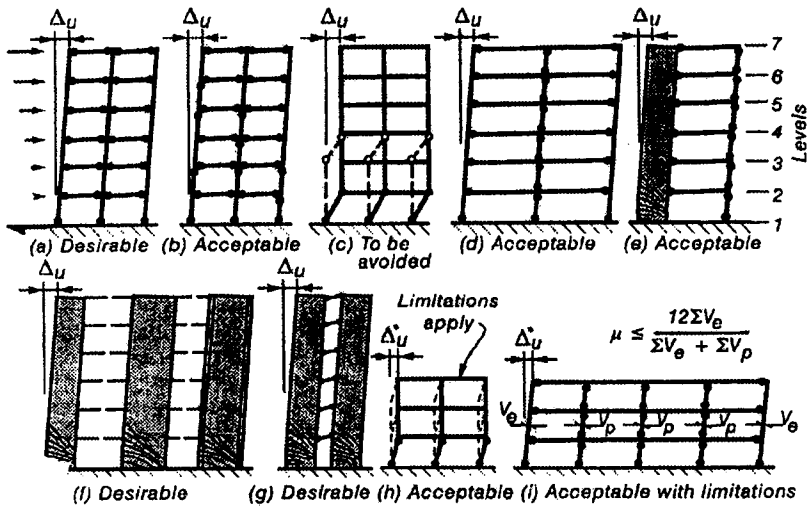 Δu Δu Δu Δu Δu
7
6
5
4
3
2
1
Levels
(a) Desirable (b) Acceptable (c) To be avoided (d) Acceptable (e) Acceptable
Δu Δu
Limitations apply
Δ*u Δ*u
μ ≤ 12ΣVe / ΣVe + ΣVp
Ve Vp Vp Vp Ve
(f) Desirable (g) Desirable (h) Acceptable (i) Acceptable with limitations